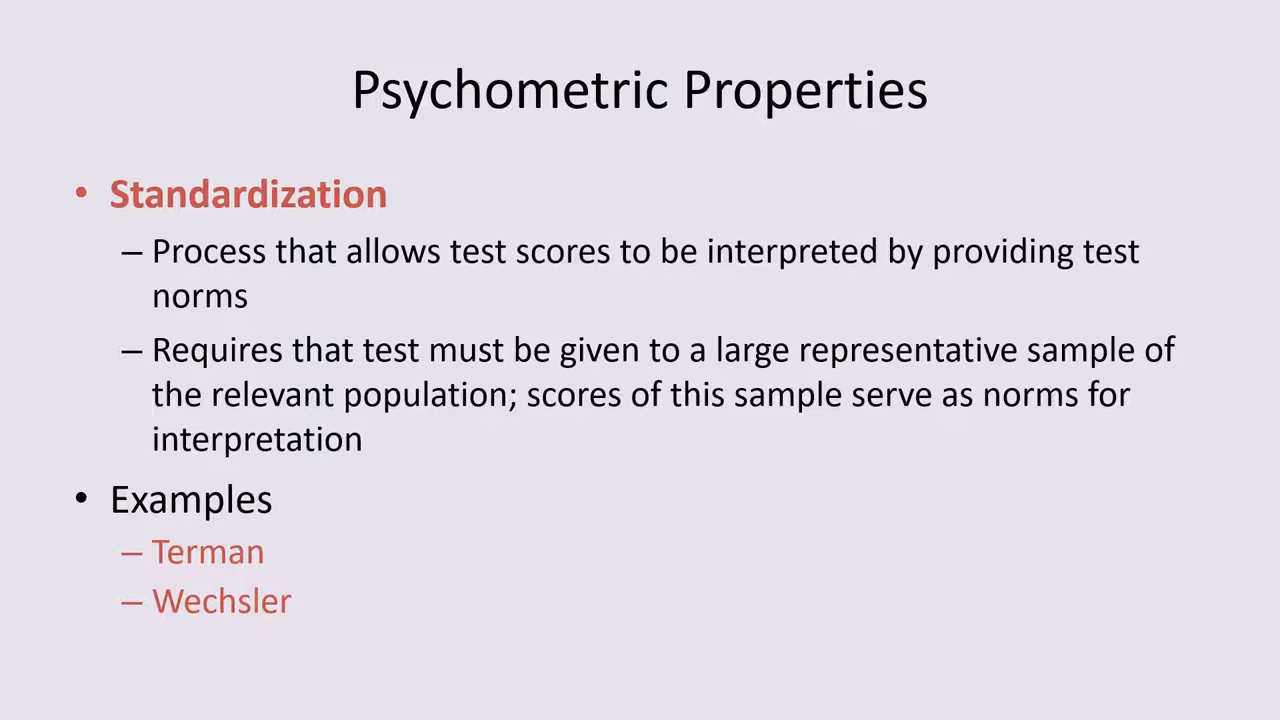 Psychometric Properties
• Standardization
– Process that allows test scores to be interpreted by providing test
norms
– Requires that test must be given to a large representative sample of
the relevant population; scores of this sample serve as norms for
interpretation
• Examples
– Terman
– Wechsler